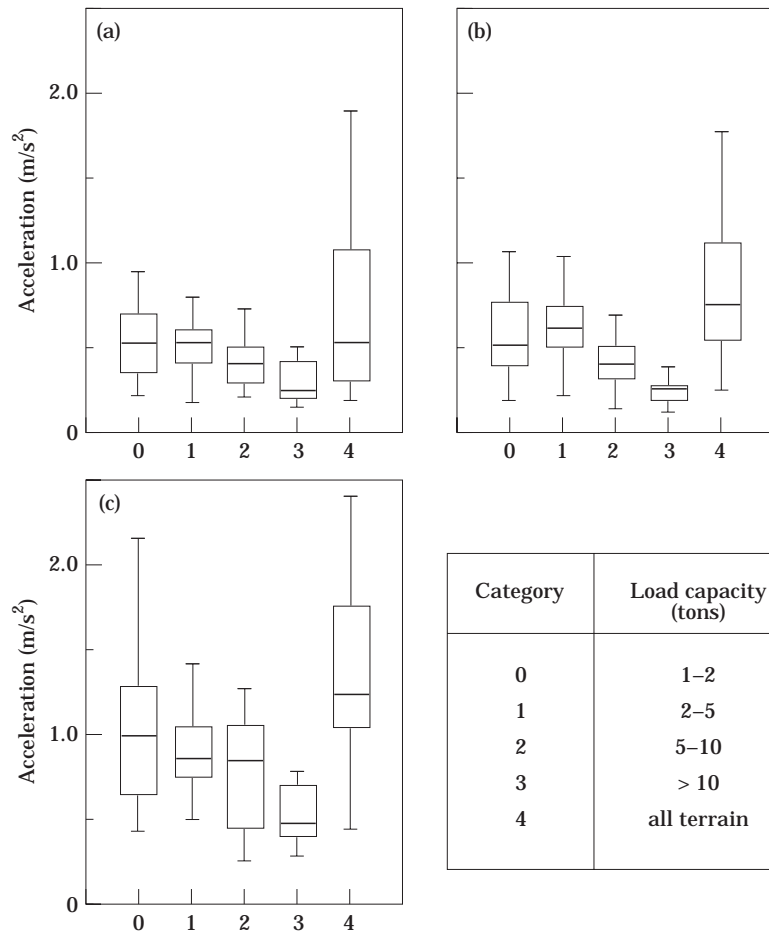 (a)
(b)
Acceleration (m/s²)
2.0
1.0
0
0 1 2 3 4
0
0 1 2 3 4
(c)
Acceleration (m/s²)
2.0
1.0
0
0 1 2 3 4
Category Load capacity
(tons)
0 1–2
1 2–5
2 5–10
3 > 10
4 all terrain